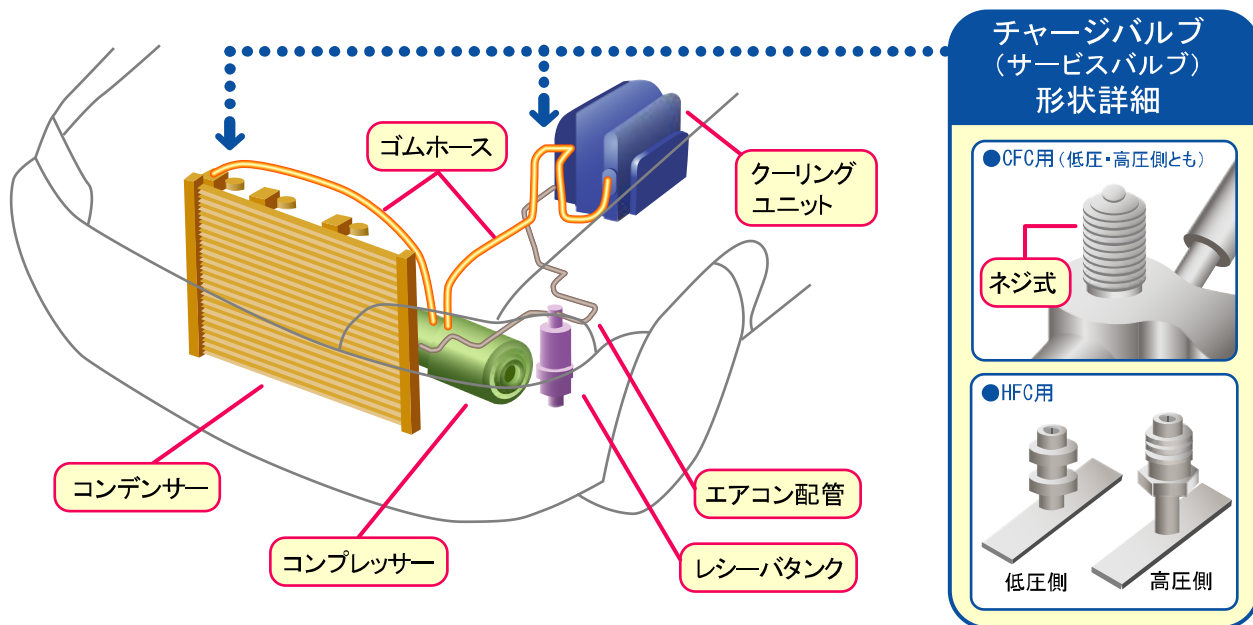 チャージバルブ
（サービスバルブ）
形状詳細
ゴムホース
クーリング
ユニット
コンデンサー
コンプレッサー
エアコン配管
レシーバタンク
●CFC用（低圧・高圧側とも）
ネジ式
●HFC用
低圧側
高圧側